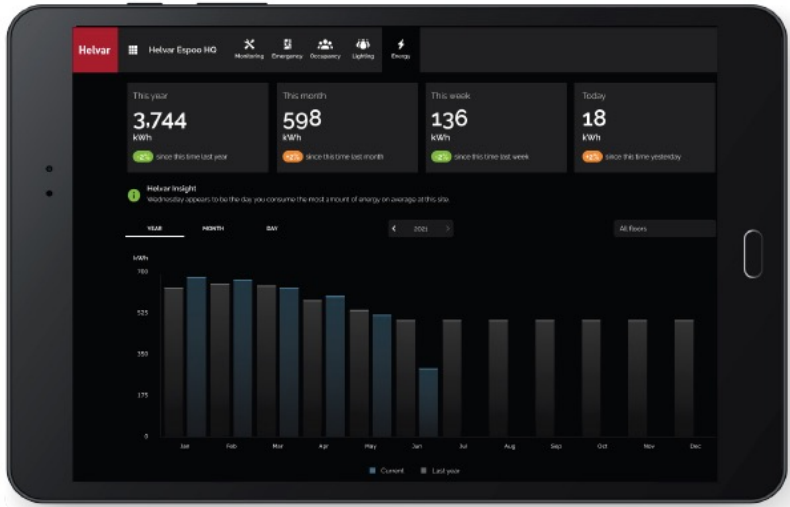 Helvar
Helvar Espoo HQ
Monitoring
Emergency
Occupancy
Lighting
Energy
This year
3,744
kWh
-2% since this time last year
This month
598
kWh
+2% since this time last month
This week
136
kWh
-2% since this time last week
Today
18
kWh
+2% since this time yesterday
Helvar Insight
Wednesday appears to be the day you consume the most amount of energy on average at this site.
YEAR
MONTH
DAY
2021
All floors
kWh
700
525
350
175
0
Jan
Feb
Mar
Apr
May
Jun
Jul
Aug
Sep
Oct
Nov
Dec
Current
Last year